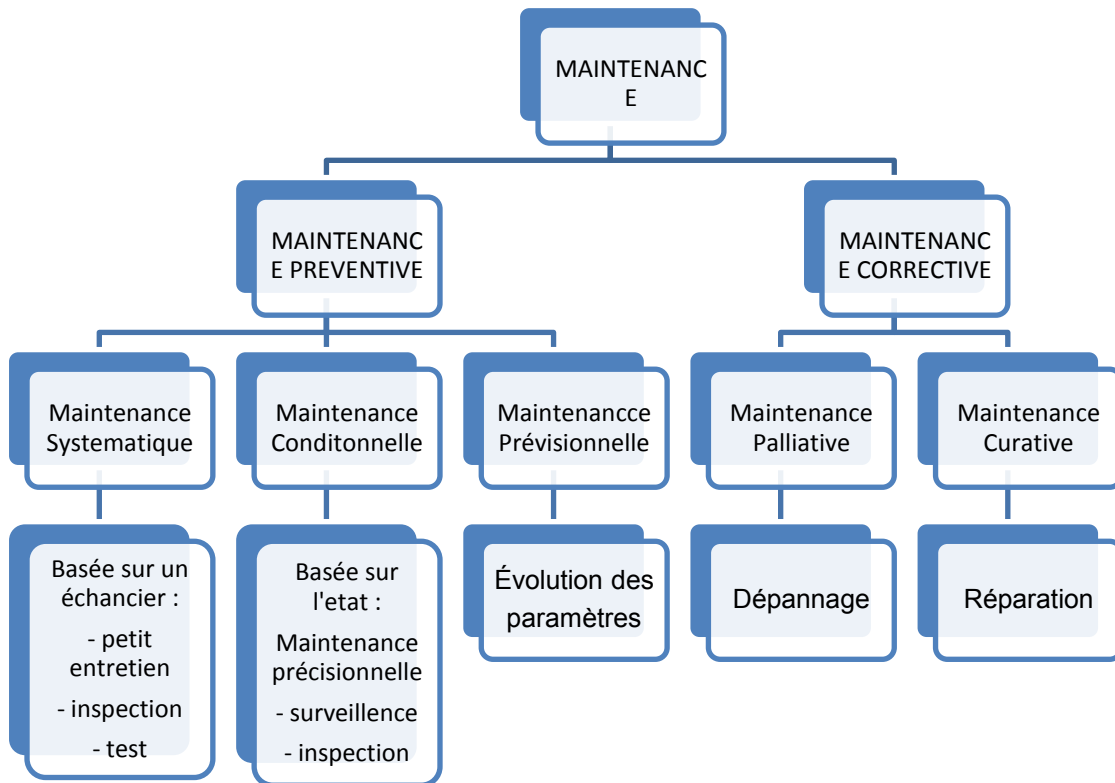 MAINTENANC
E
MAINTENANC
E PREVENTIVE
MAINTENANC
E CORRECTIVE
Maintenance
Systematique
Maintenance
Conditonnelle
Maintenancce
Prévisionnelle
Maintenance
Palliative
Maintenance
Curative
Basée sur un
échancier :
- petit
entretien
- inspection
- test
Basée sur
l'etat :
Maintenance
précisionnelle
- surveillence
- inspection
Évolution des
paramètres
Dépannage
Réparation